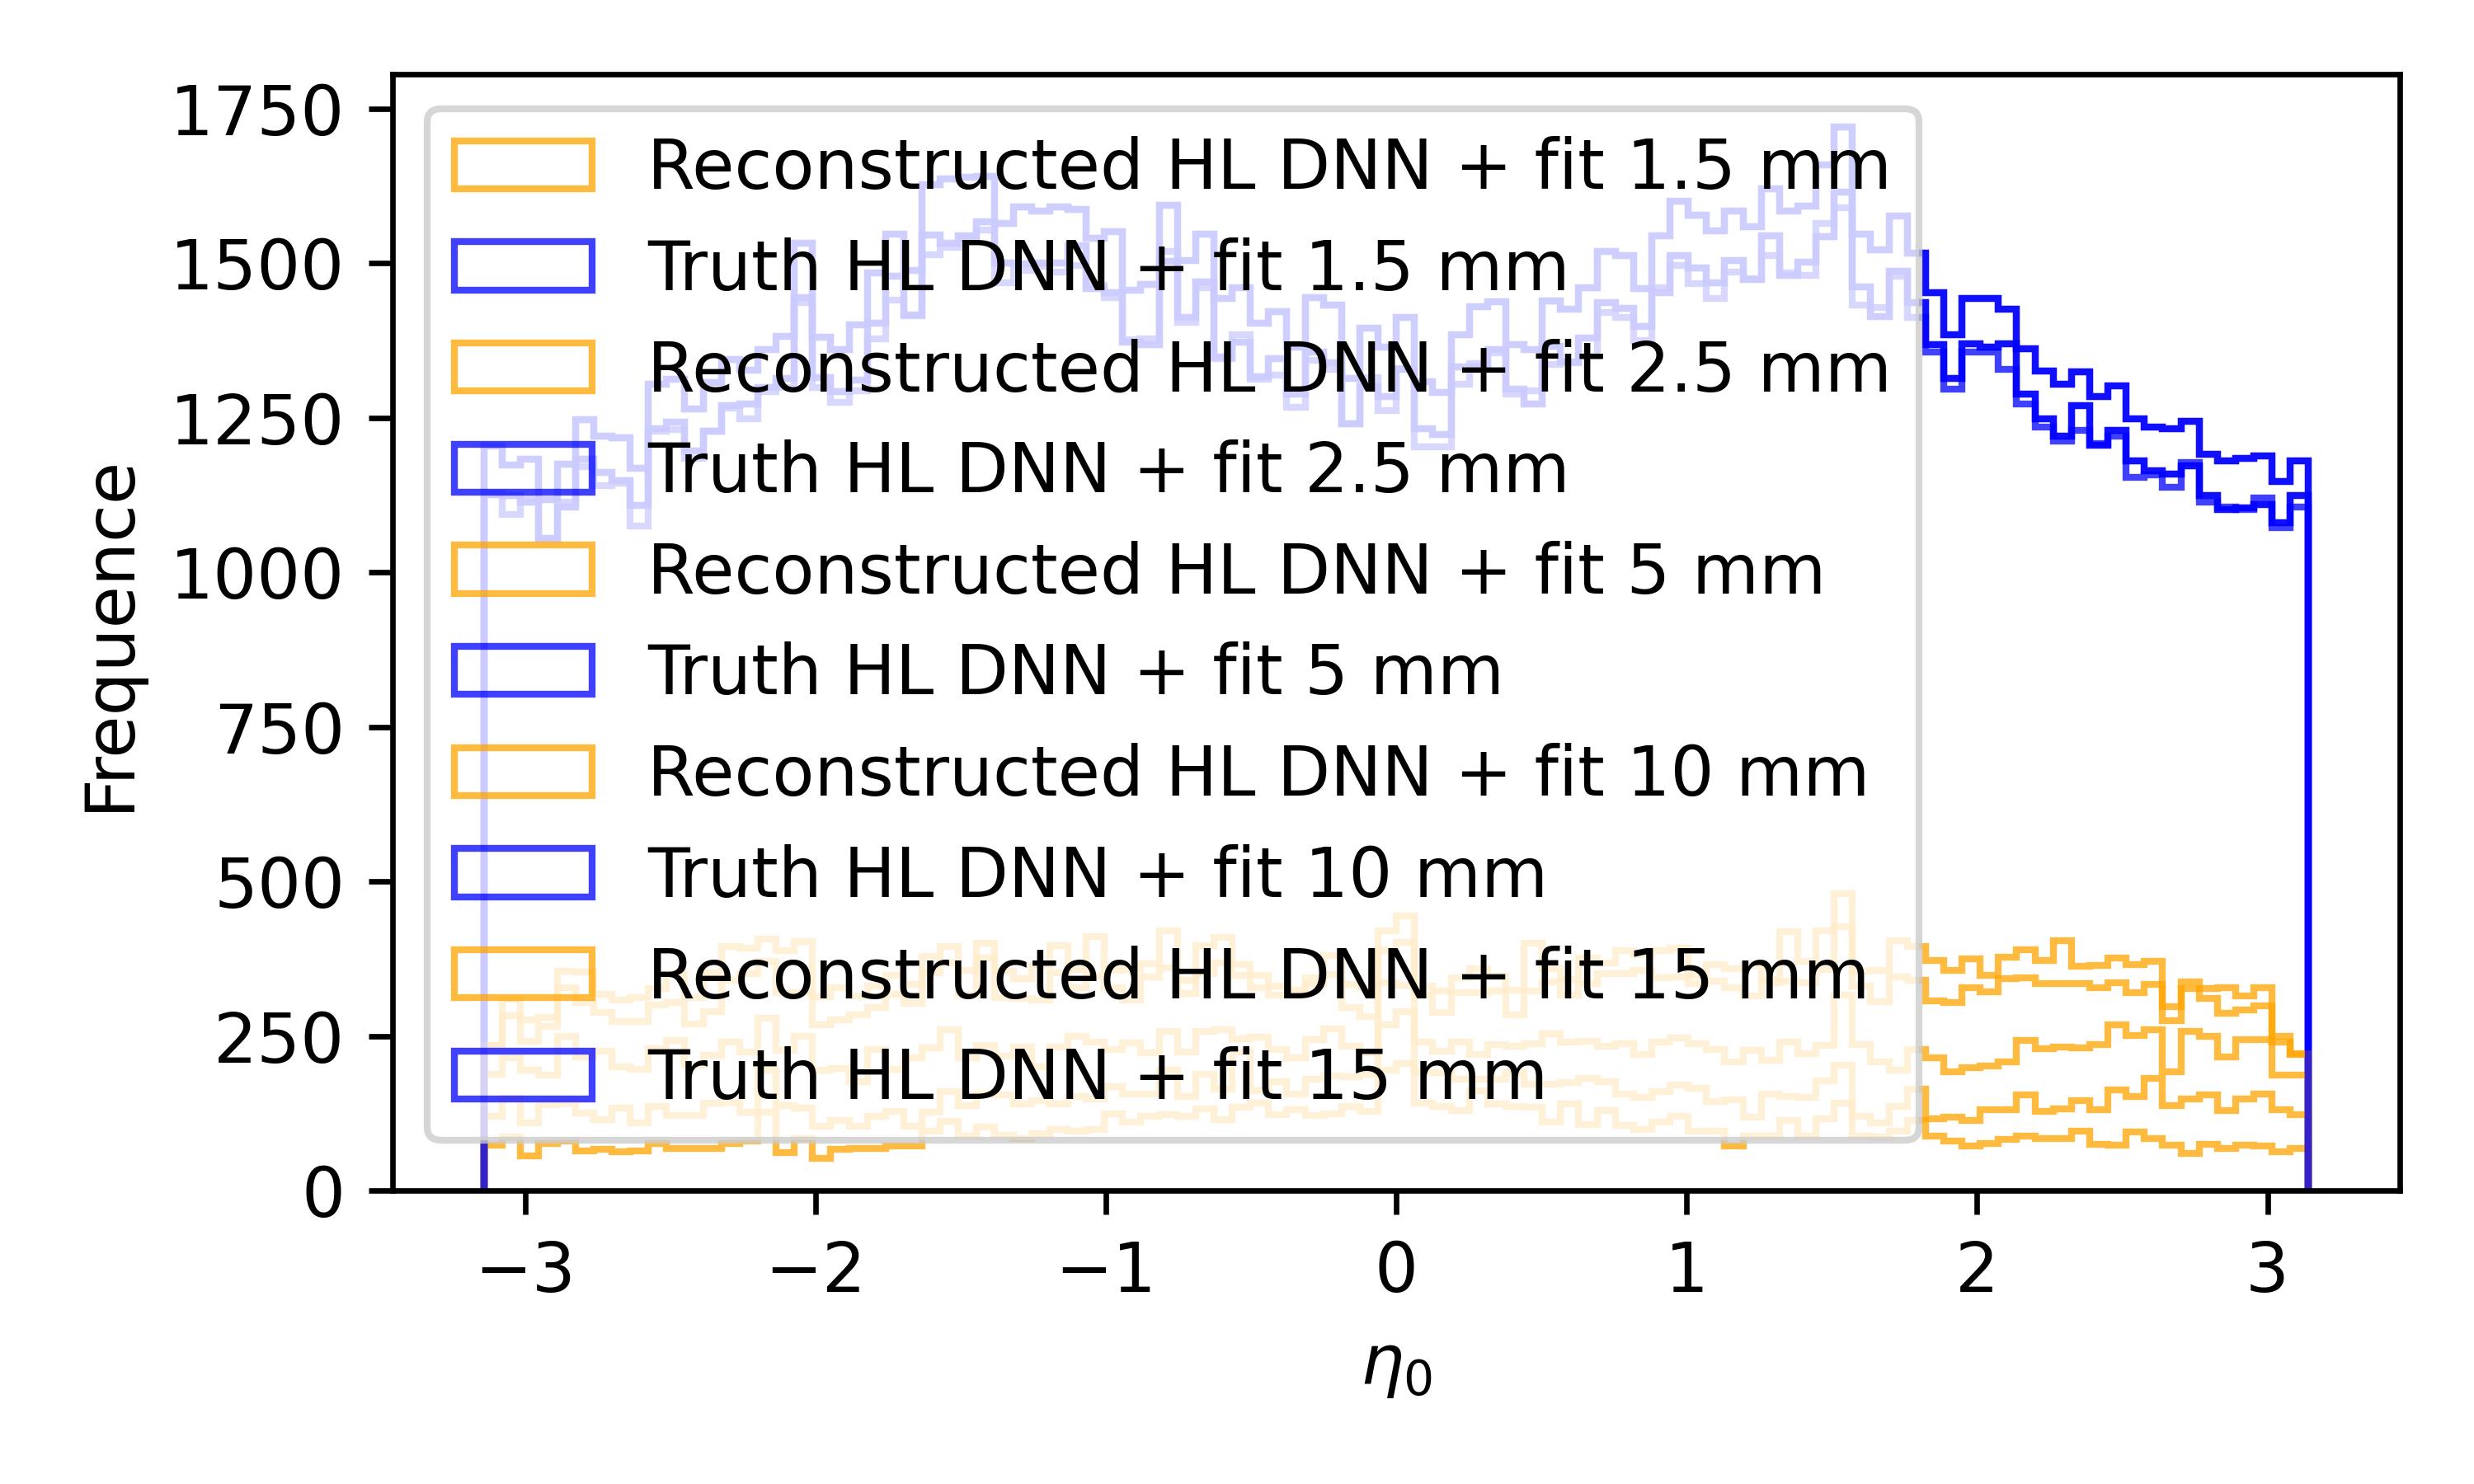 1750
1500
1250
1000
750
500
250
0
Frequence
Reconstructed HL DNN + fit 1.5 mm
Truth HL DNN + fit 1.5 mm
Reconstructed HL DNN + fit 2.5 mm
Truth HL DNN + fit 2.5 mm
Reconstructed HL DNN + fit 5 mm
Truth HL DNN + fit 5 mm
Reconstructed HL DNN + fit 10 mm
Truth HL DNN + fit 10 mm
Reconstructed HL DNN + fit 15 mm
Truth HL DNN + fit 15 mm
−3 −2 −1 0 1 2 3
η₀